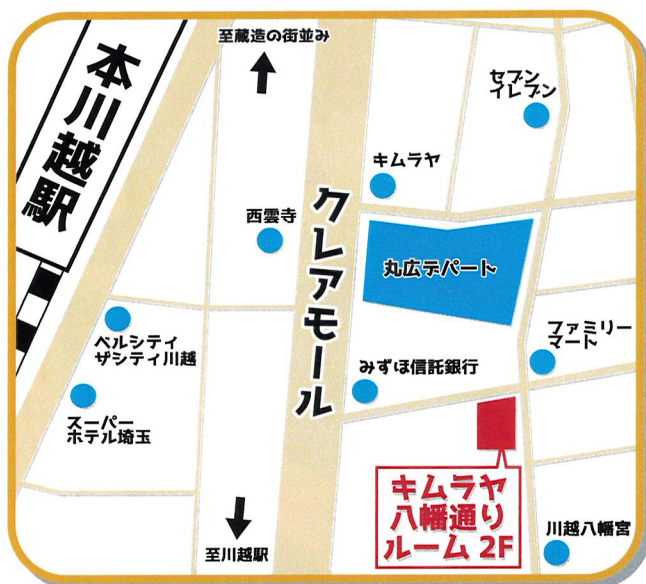 至蔵造の街並み
本川越駅
セブン
イレブン
キムラヤ
西雲寺
クレアモール
丸広デパート
ベルシティ
ザシティ川越
ファミリー
マート
みずほ信託銀行
スーパー
ホテル埼玉
キムラヤ
八幡通り
ルーム 2F
川越八幡宮
至川越駅